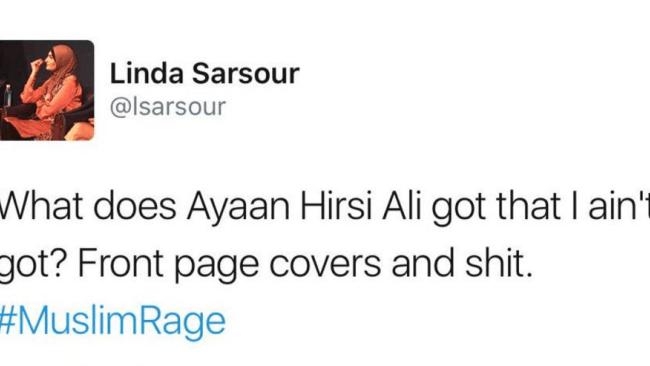 Linda Sarsour
@lsarsour
What does Ayaan Hirsi Ali got that I ain't
got? Front page covers and shit.
#MuslimRage